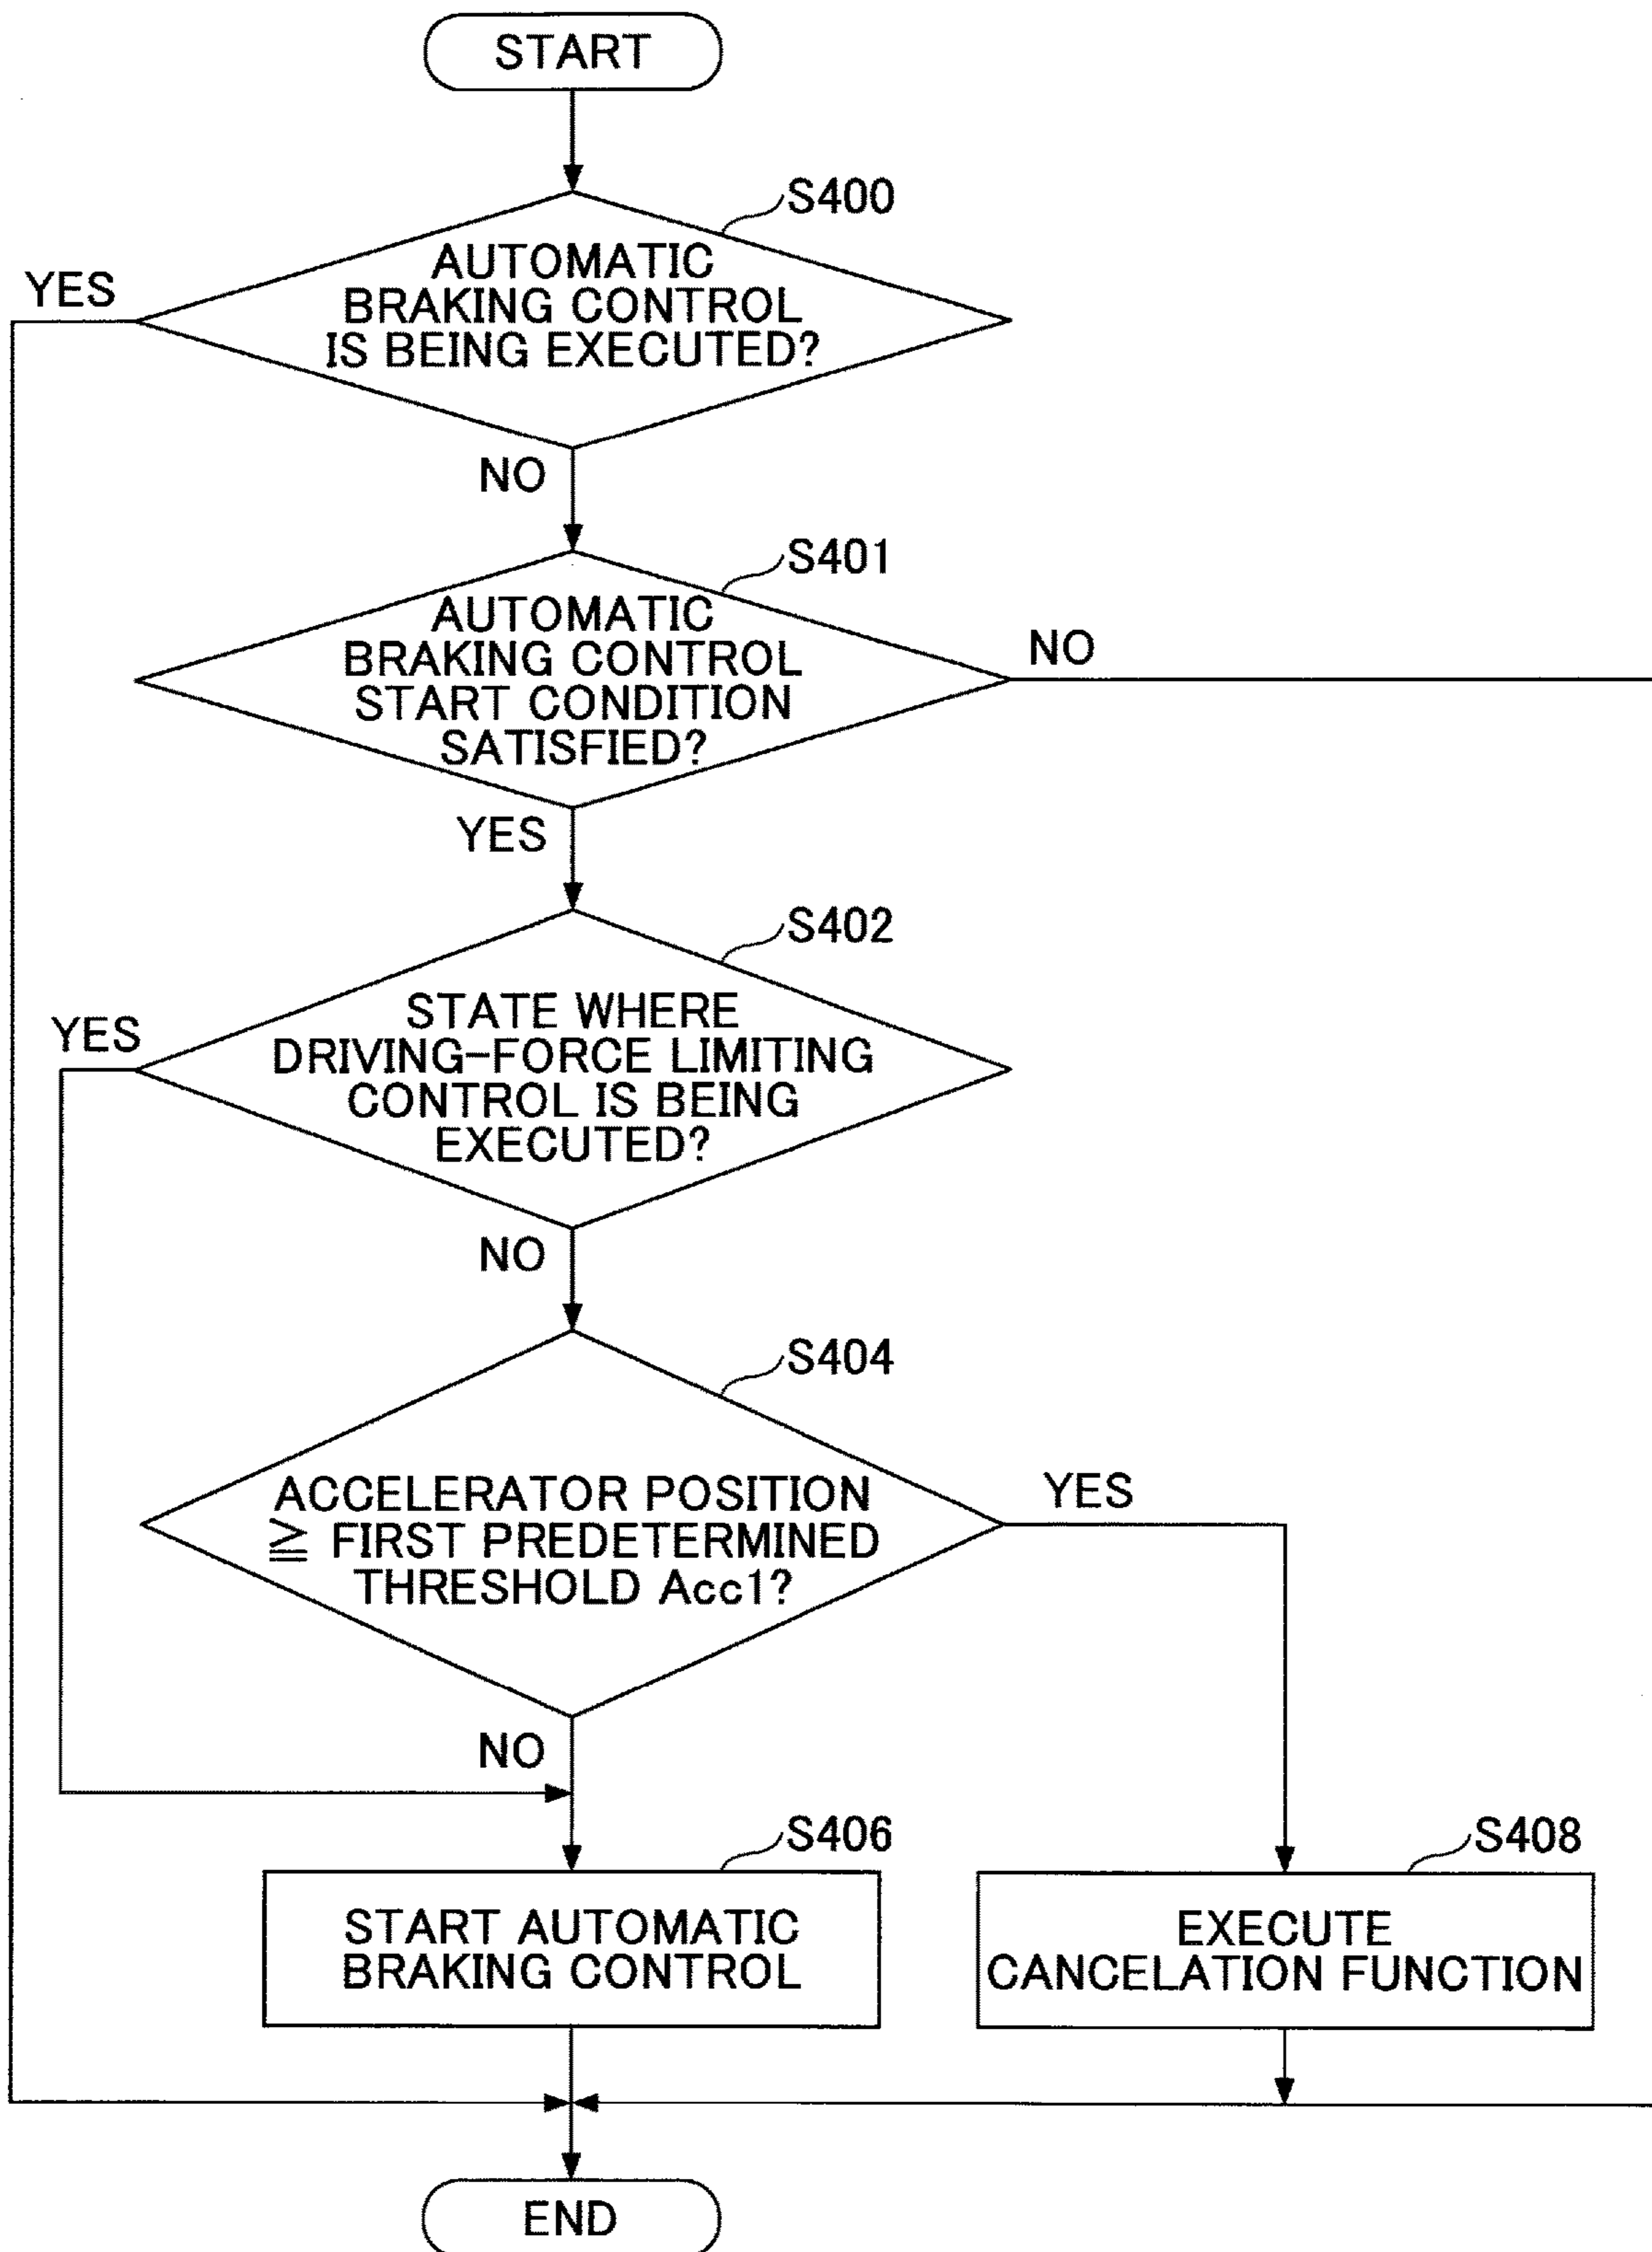 START
S400
AUTOMATIC
BRAKING CONTROL
IS BEING EXECUTED?
YES
NO
S401
AUTOMATIC
BRAKING CONTROL
START CONDITION
SATISFIED?
NO
YES
S402
STATE WHERE
DRIVING-FORCE LIMITING
CONTROL IS BEING
EXECUTED?
YES
NO
S404
ACCELERATOR POSITION
≧ FIRST PREDETERMINED
THRESHOLD Acc1?
YES
NO
S406
START AUTOMATIC
BRAKING CONTROL
S408
EXECUTE
CANCELATION FUNCTION
END